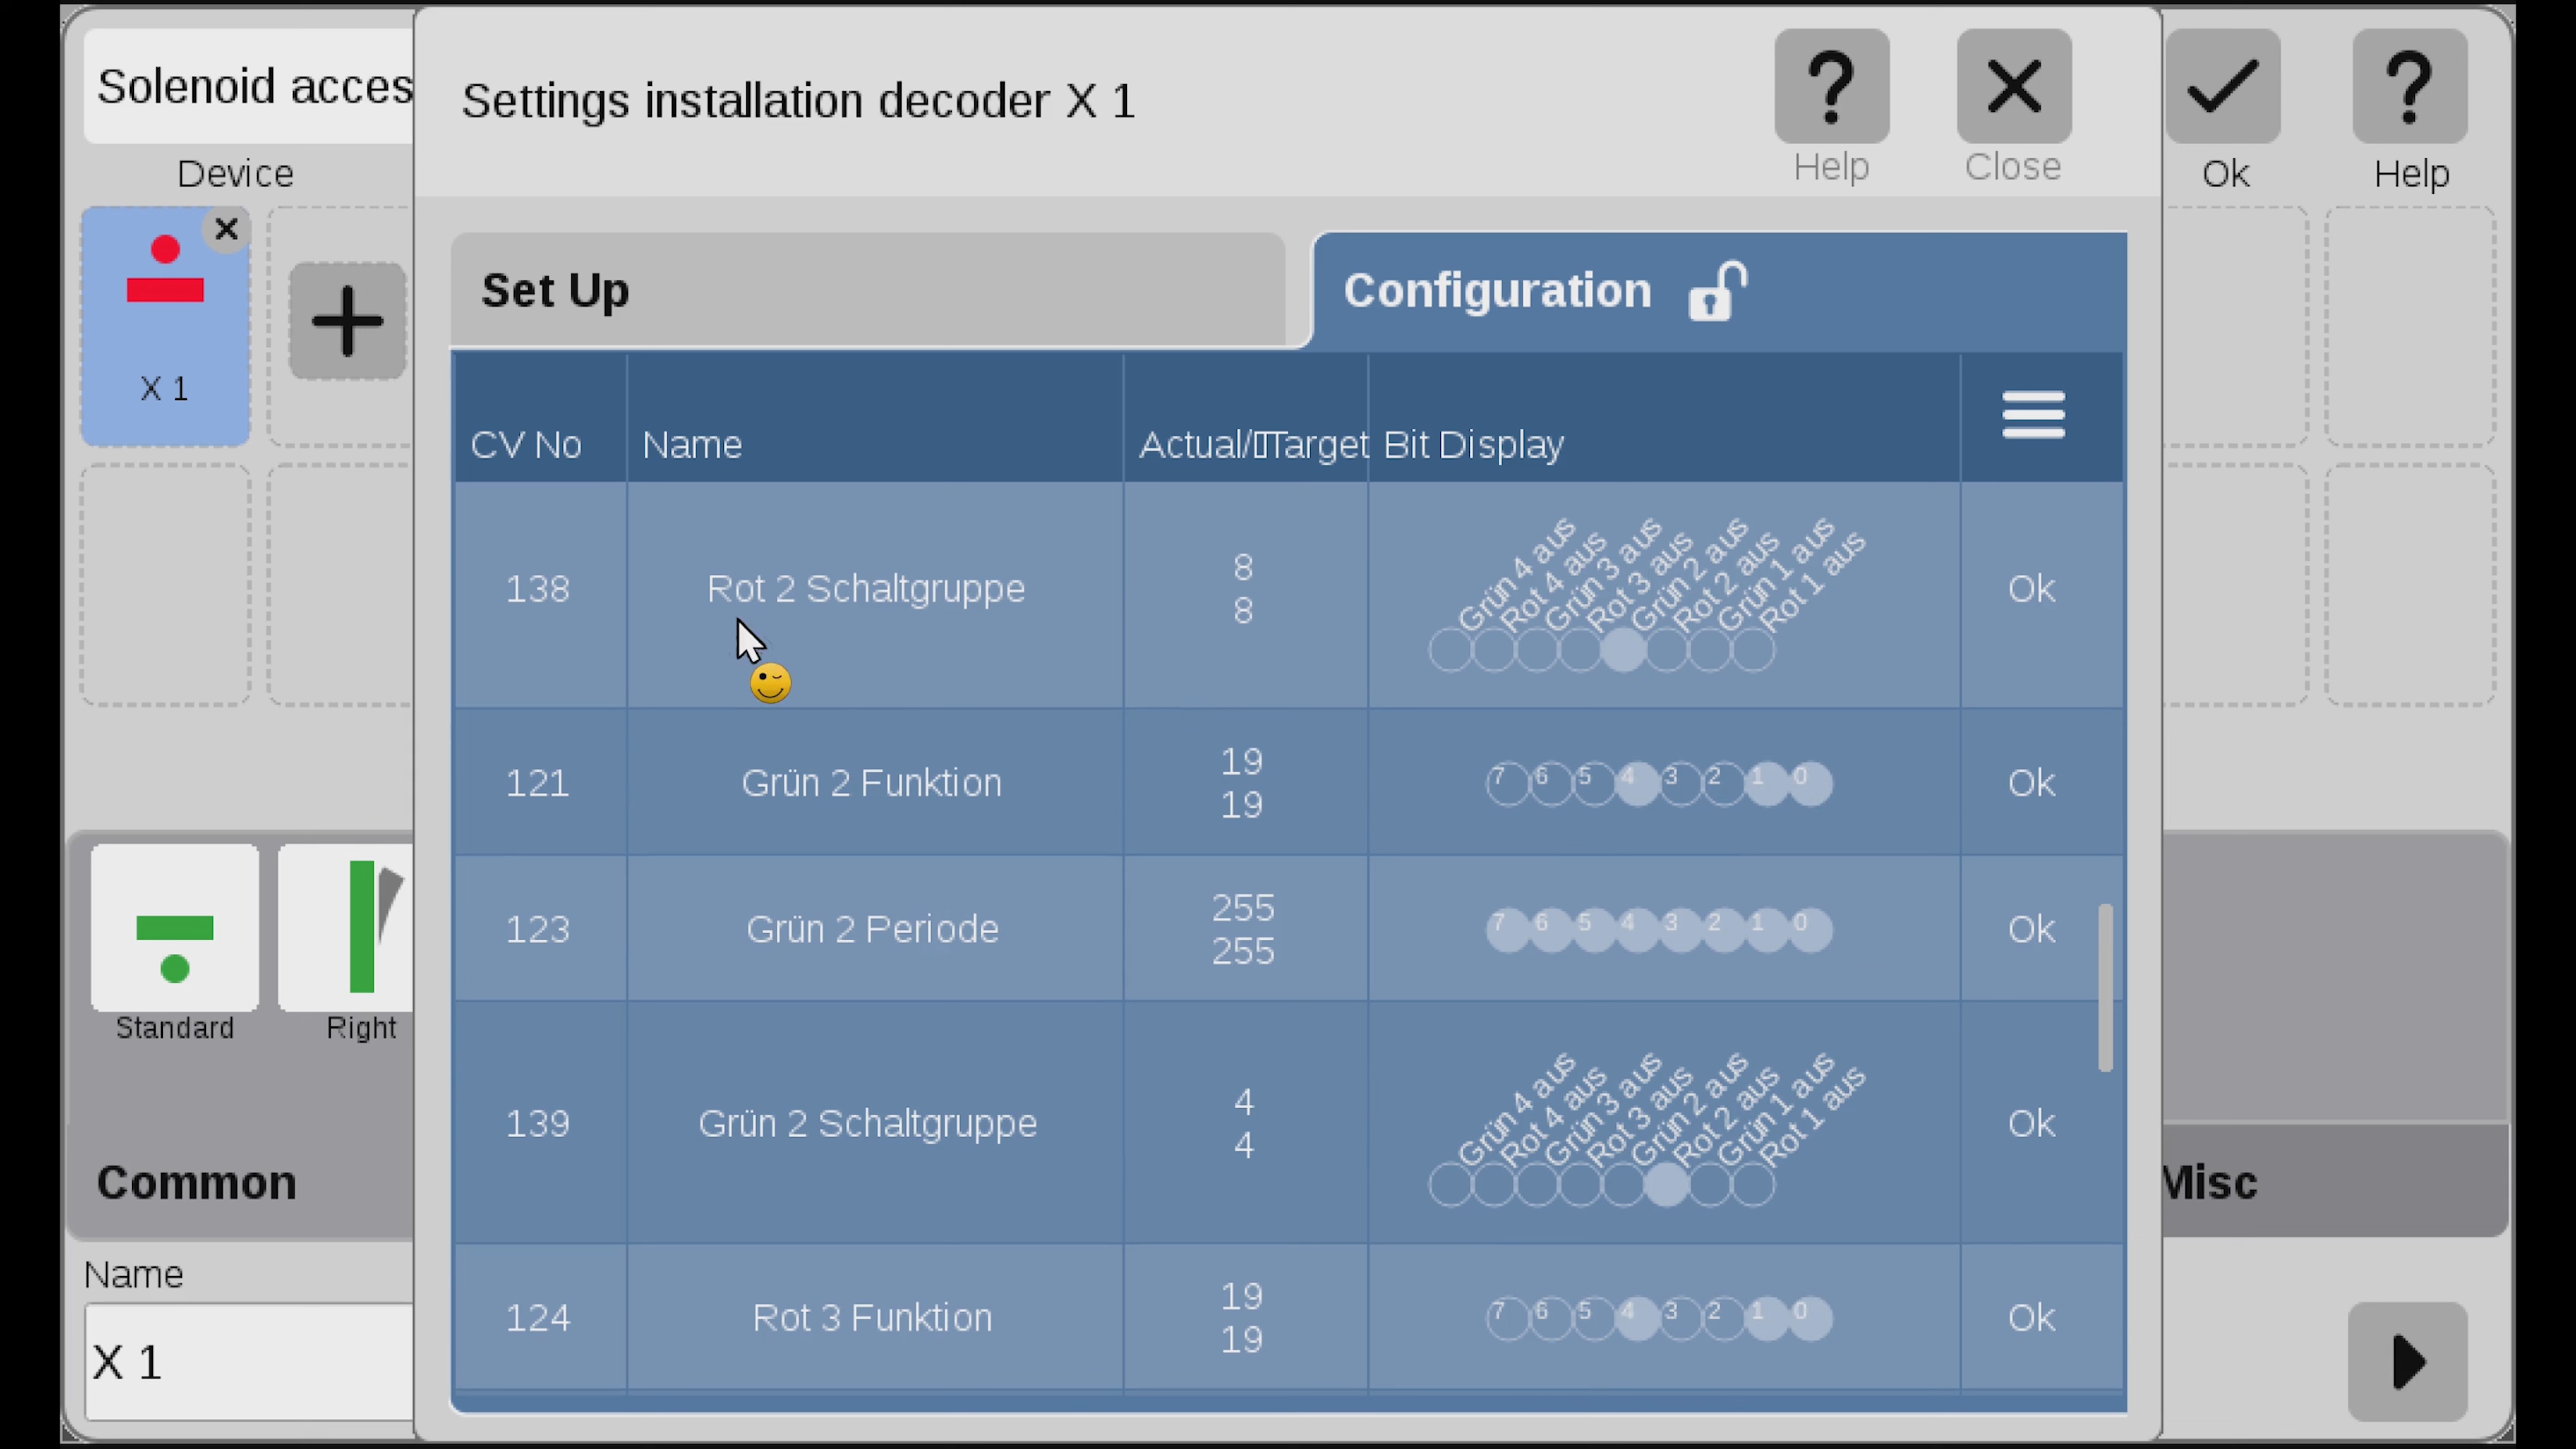 Solenoid acces
Settings installation decoder X 1
Help
Close
Ok
Help
Device
X 1
Set Up
Configuration
CV No
Name
Actual/▯Target
Bit Display
138
Rot 2 Schaltgruppe
8
8
Grün 4 aus
Rot 4 aus
Grün 3 aus
Rot 3 aus
Grün 2 aus
Rot 2 aus
Grün 1 aus
Rot 1 aus
Ok
121
Grün 2 Funktion
19
19
7 6 5 4 3 2 1 0
Ok
123
Grün 2 Periode
255
255
7 6 5 4 3 2 1 0
Ok
139
Grün 2 Schaltgruppe
4
4
Grün 4 aus
Rot 4 aus
Grün 3 aus
Rot 3 aus
Grün 2 aus
Rot 2 aus
Grün 1 aus
Rot 1 aus
Ok
124
Rot 3 Funktion
19
19
7 6 5 4 3 2 1 0
Ok
Standard
Right
Common
Misc
Name
X 1